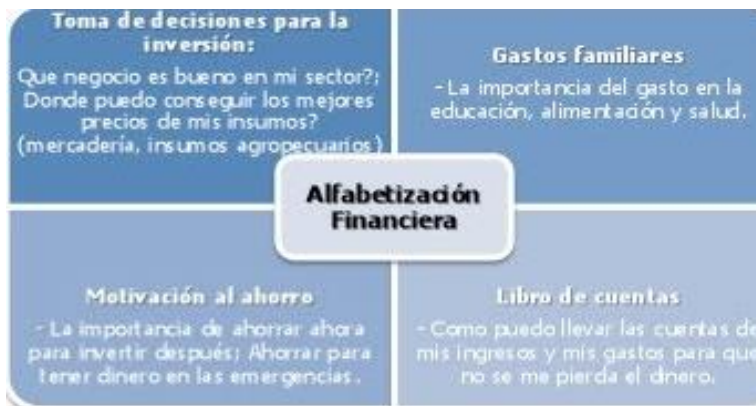 Toma de decisiones para la
inversión:
Que negocio es bueno en mi sector?;
Donde puedo conseguir los mejores
precios de mis insumos?
(mercadería, insumos agropecuarios)
Gastos familiares
- La importancia del gasto en la
educación, alimentación y salud.
Alfabetización
Financiera
Motivación al ahorro
- La importancia de ahorrar ahora
para invertir después; Ahorrar para
tener dinero en las emergencias.
Libro de cuentas
- Como puedo llevar las cuentas de
mis ingresos y mis gastos para que
no se me pierda el dinero.